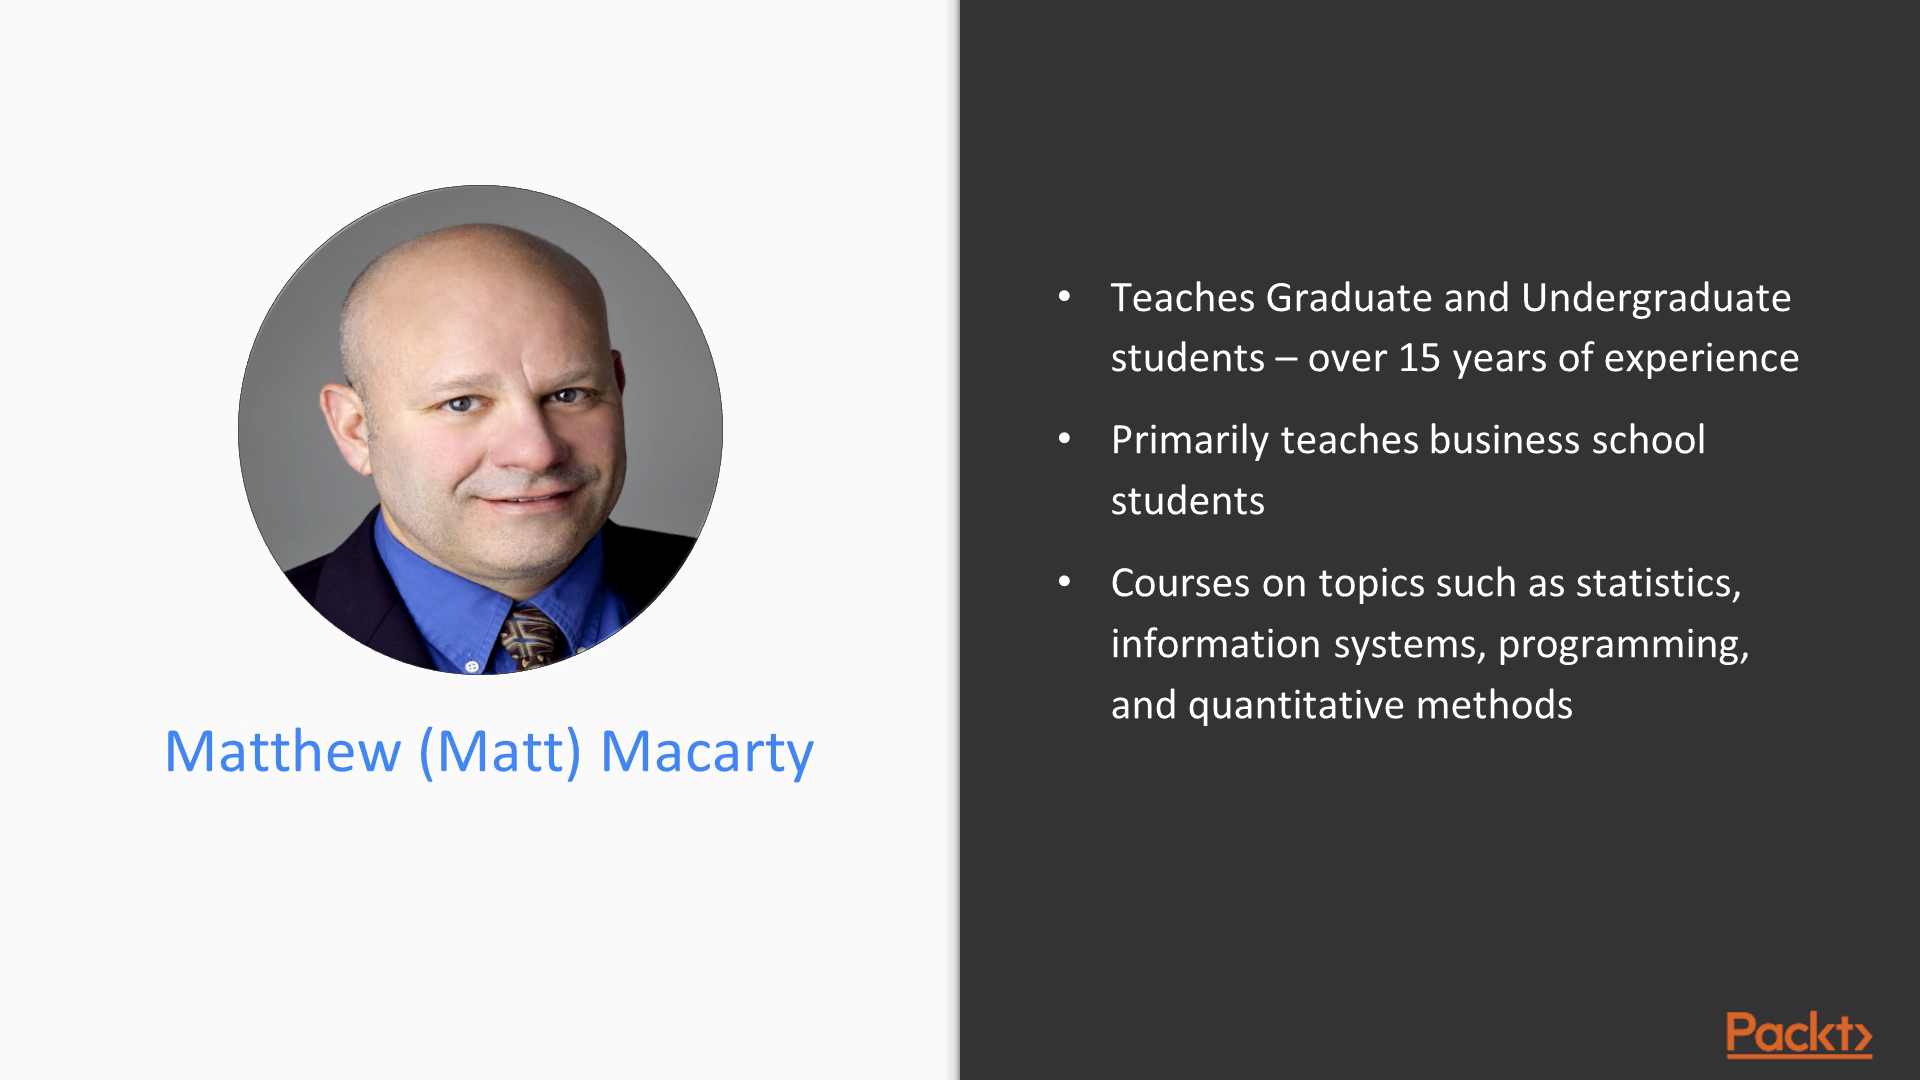 Matthew (Matt) Macarty
• Teaches Graduate and Undergraduate
students – over 15 years of experience
• Primarily teaches business school
students
• Courses on topics such as statistics,
information systems, programming,
and quantitative methods
Packt>